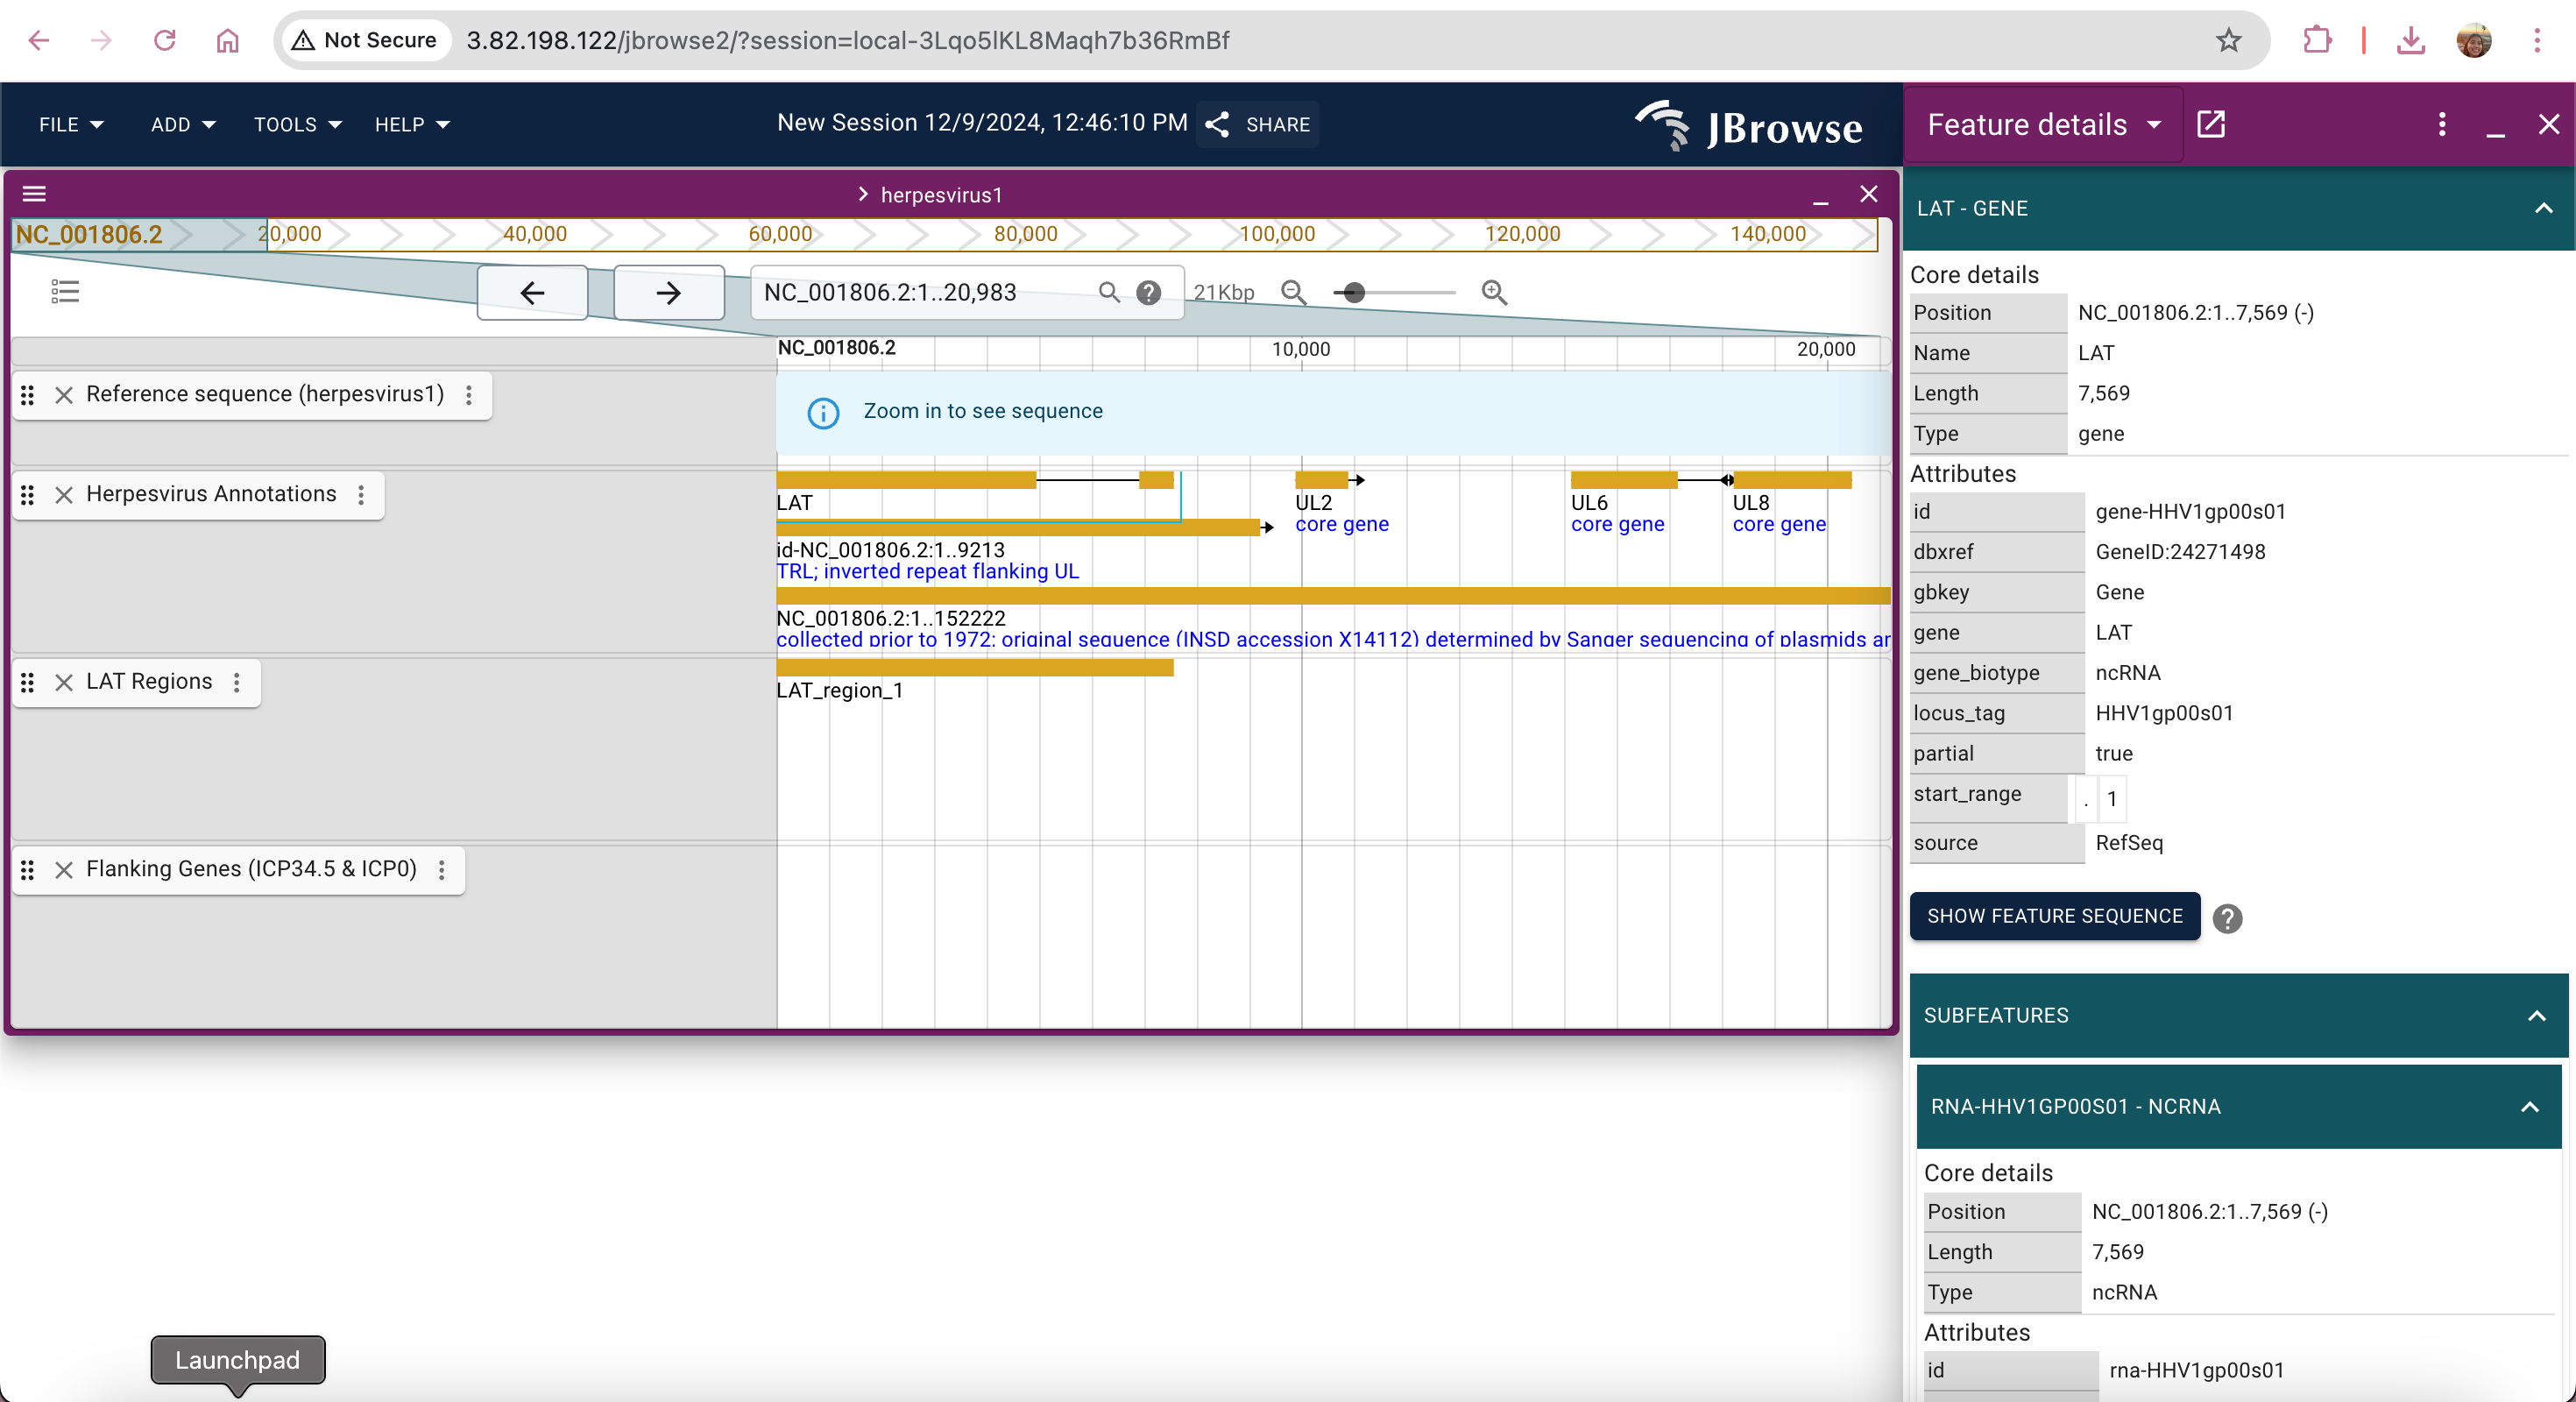 Not Secure 3.82.198.122/jbrowse2/?session=local-3Lqo5lKL8Maqh7b36RmBf
FILE ADD TOOLS HELP New Session 12/9/2024, 12:46:10 PM SHARE JBrowse
herpesvirus1
NC_001806.2 20,000 40,000 60,000 80,000 100,000 120,000 140,000
NC_001806.2:1..20,983 21Kbp
NC_001806.2 10,000 20,000
Reference sequence (herpesvirus1)
Zoom in to see sequence
Herpesvirus Annotations
LAT UL2 UL6 UL8
core gene core gene core gene
id-NC_001806.2:1..9213
TRL; inverted repeat flanking UL
NC_001806.2:1..152222
collected prior to 1972; original sequence (INSD accession X14112) determined by Sanger sequencing of plasmids ar
LAT Regions
LAT_region_1
Flanking Genes (ICP34.5 & ICP0)
Feature details
LAT - GENE
Core details
Position NC_001806.2:1..7,569 (-)
Name LAT
Length 7,569
Type gene
Attributes
id gene-HHV1gp00s01
dbxref GeneID:24271498
gbkey Gene
gene LAT
gene_biotype ncRNA
locus_tag HHV1gp00s01
partial true
start_range . 1
source RefSeq
SHOW FEATURE SEQUENCE
SUBFEATURES
RNA-HHV1GP00S01 - NCRNA
Core details
Position NC_001806.2:1..7,569 (-)
Length 7,569
Type ncRNA
Attributes
id rna-HHV1gp00s01
Launchpad